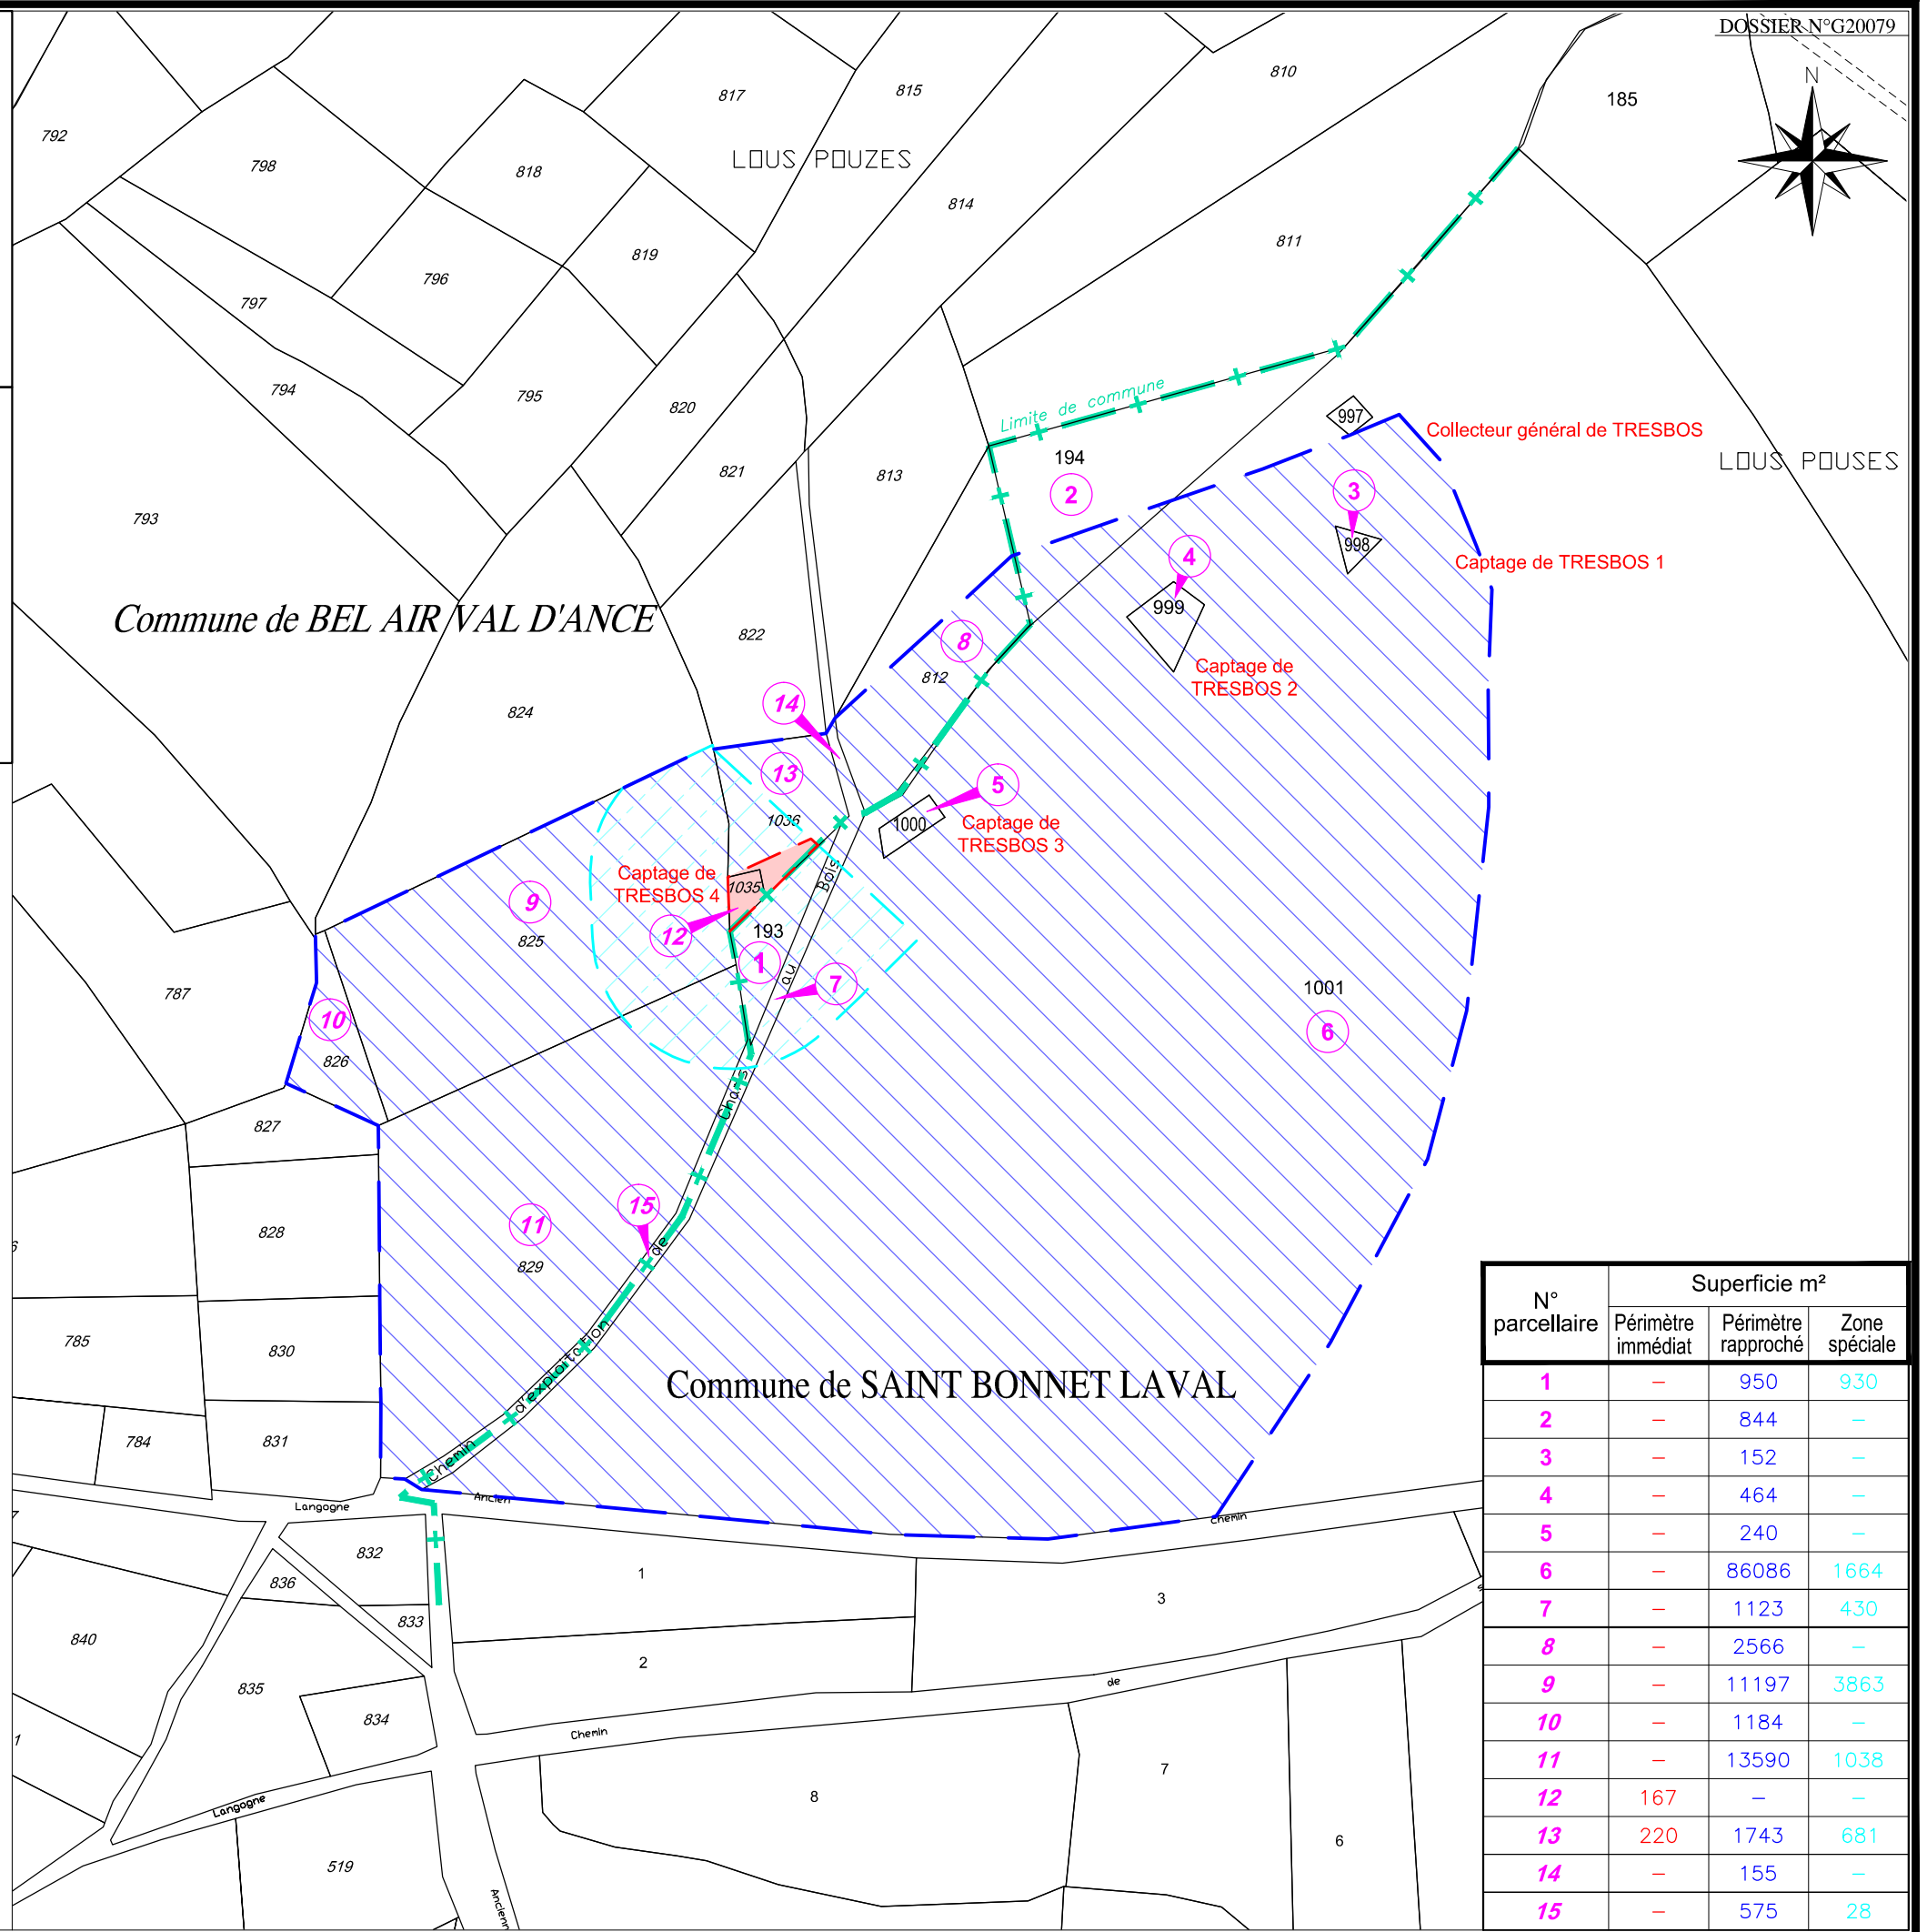 DOSSIER N°G20079
N
810
817
815
185
792
798
818
LOUS POUZES
814
811
819
796
797
794
795
820
Limite de commune
997
Collecteur général de TRESBOS
194
LOUS POUSES
821
813
2
3
793
998
4
Captage de TRESBOS 1
999
Commune de BEL AIR VAL D'ANCE
822
8
812
Captage de
TRESBOS 2
14
824
13
5
1036
1000
Captage de
TRESBOS 3
Captage de
TRESBOS 4
1035
9
12
193
825
1
7
787
1001
10
6
826
827
828
15
11
829
785
830
Chemin d'exploitation de Chams au Bois
Commune de SAINT BONNET LAVAL
784
831
Langogne
Ancien
Chemin
832
1
836
3
833
840
2
835
de
834
Chemin
7
8
Langogne
6
519
Ancienn
N°
parcellaire
Superficie m²
Périmètre
immédiat
Périmètre
rapproché
Zone
spéciale
1 – 950 930
2 – 844 –
3 – 152 –
4 – 464 –
5 – 240 –
6 – 86086 1664
7 – 1123 430
8 – 2566 –
9 – 11197 3863
10 – 1184 –
11 – 13590 1038
12 167 – –
13 220 1743 681
14 – 155 –
15 – 575 28